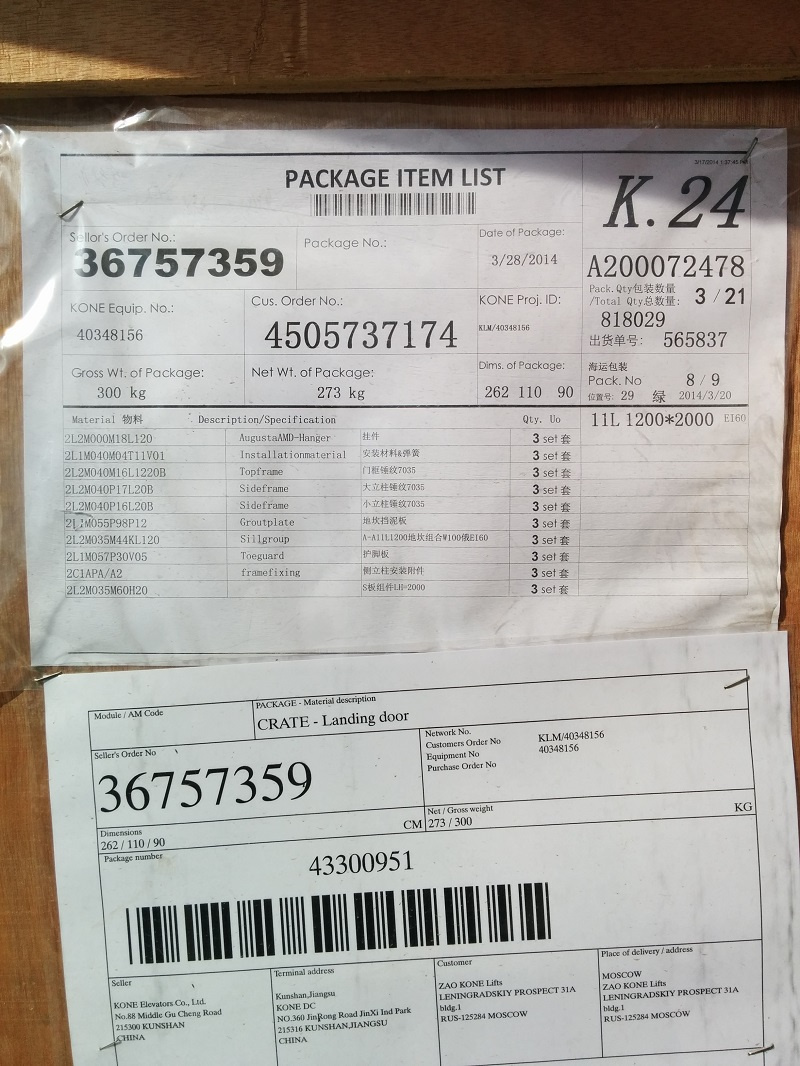 3/17/2014 1:37:45 PM
PACKAGE ITEM LIST
K.24
Sellor's Order No.:
36757359
Package No.:
Date of Package:
3/28/2014
A200072478
Pack.Qty包装数量
/Total Qty总数量: 3 / 21
818029
出货单号: 565837
KONE Equip. No.:
40348156
Cus. Order No.:
4505737174
KONE Proj. ID:
KLM/40348156
Gross Wt. of Package:
300 kg
Net Wt. of Package:
273 kg
Dims. of Package:
262 110 90
海运包装
Pack. No 8 / 9
位置号: 29 绿 2014/3/20
Material 物料 Description/Specification Qty. Uo 11L 1200*2000 EI60
2L2M000M18L120 AugustaAMD-Hanger 挂件 3 set 套
2L1M040M04T11V01 Installationmaterial 安装材料&弹簧 3 set 套
2L2M040M16L1220B Topframe 门框锤纹7035 3 set 套
2L2M040P17L20B Sideframe 大立柱锤纹7035 3 set 套
2L2M040P16L20B Sideframe 小立柱锤纹7035 3 set 套
2L1M055P98P12 Groutplate 地坎挡泥板 3 set 套
2L2M035M44KL120 Sillgroup A-A11L1200地坎组合W100俄EI60 3 set 套
2L1M057P30V05 Toeguard 护脚板 3 set 套
2C1APA/A2 framefixing 侧立柱安装附件 3 set 套
2L2M035M60H20 S板组件LH=2000 3 set 套
Module / AM Code
PACKAGE - Material description
CRATE - Landing door
Seller's Order No
36757359
Network No.
Customers Order No KLM/40348156
Equipment No 40348156
Purchase Order No
Dimensions CM
262 / 110 / 90
Net / Gross weight KG
273 / 300
Package number
43300951
Seller
KONE Elevators Co., Ltd.
No.88 Middle Gu Cheng Road
215300 KUNSHAN
CHINA
Terminal address
Kunshan,Jiangsu
KONE DC
NO.360 JinRong Road JinXi Ind Park
215316 KUNSHAN,JIANGSU
CHINA
Customer
ZAO KONE Lifts
LENINGRADSKIY PROSPECT 31A
bldg.1
RUS-125284 MOSCOW
Place of delivery / address
MOSCOW
ZAO KONE Lifts
LENINGRADSKIY PROSPECT 31A
bldg.1
RUS-125284 MOSCOW